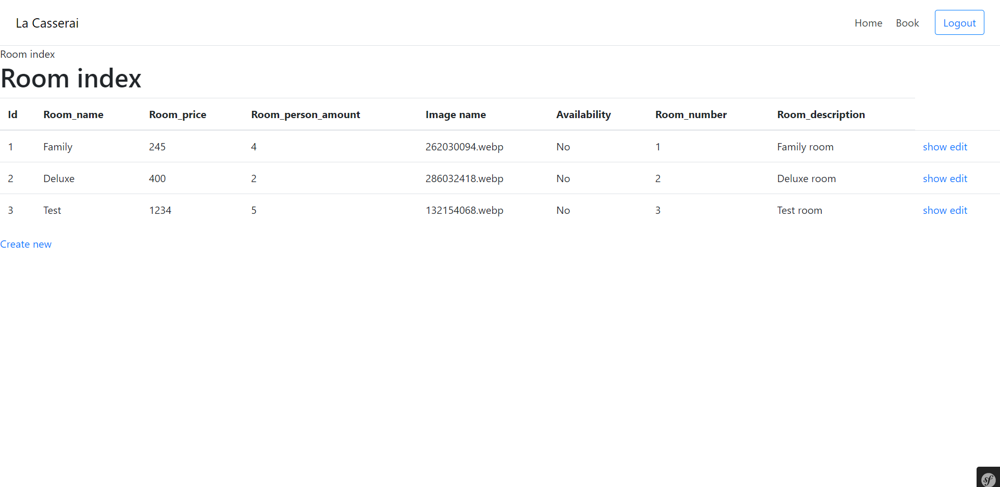 La Casserai Home Book Logout
Room index
Room index
Id Room_name Room_price Room_person_amount Image name Availability Room_number Room_description
1 Family 245 4 262030094.webp No 1 Family room show edit
2 Deluxe 400 2 286032418.webp No 2 Deluxe room show edit
3 Test 1234 5 132154068.webp No 3 Test room show edit
Create new
sf